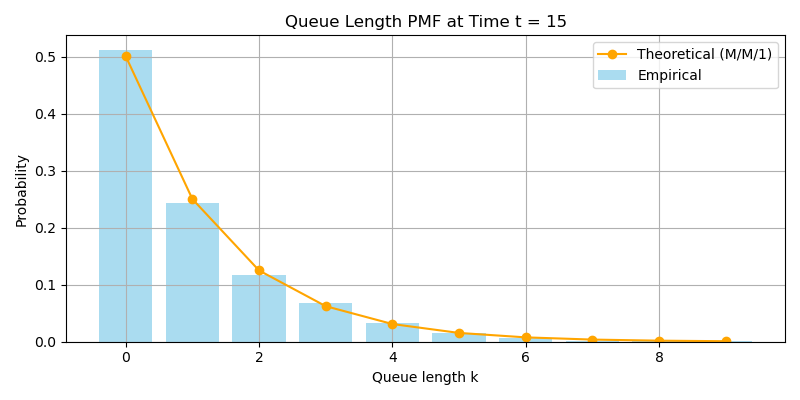 Queue Length PMF at Time t = 15
Probability
0.5
0.4
0.3
0.2
0.1
0.0
Theoretical (M/M/1)
Empirical
0 2 4 6 8
Queue length k